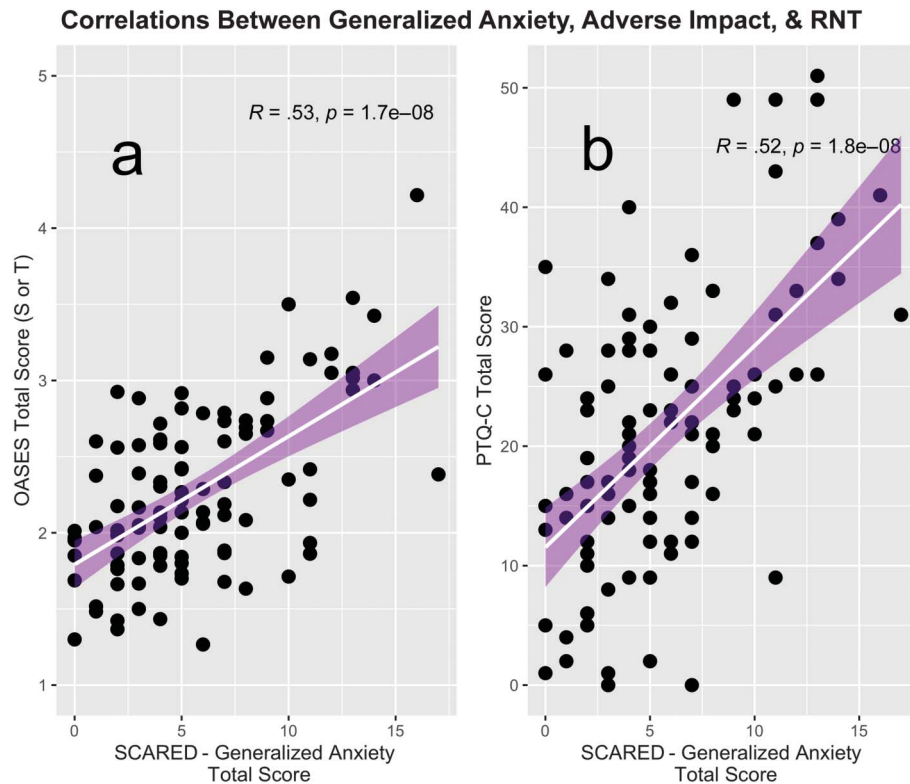 Correlations Between Generalized Anxiety, Adverse Impact, & RNT
a
R = .53, p = 1.7e–08
OASES Total Score (S or T)
5
4
3
2
1
0
5
10
15
SCARED - Generalized Anxiety
Total Score
b
R = .52, p = 1.8e–08
PTQ-C Total Score
50
40
30
20
10
0
0
5
10
15
SCARED - Generalized Anxiety
Total Score